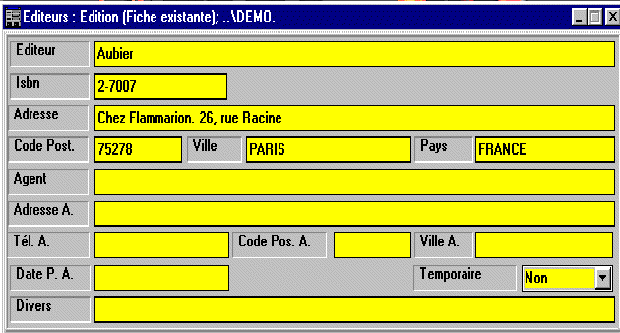 Editeurs : Edition (Fiche existante); ..\DEMO.
Editeur Aubier
Isbn 2-7007
Adresse Chez Flammarion. 26, rue Racine
Code Post. 75278 Ville PARIS Pays FRANCE
Agent
Adresse A.
Tél. A. Code Pos. A. Ville A.
Date P. A. Temporaire Non
Divers